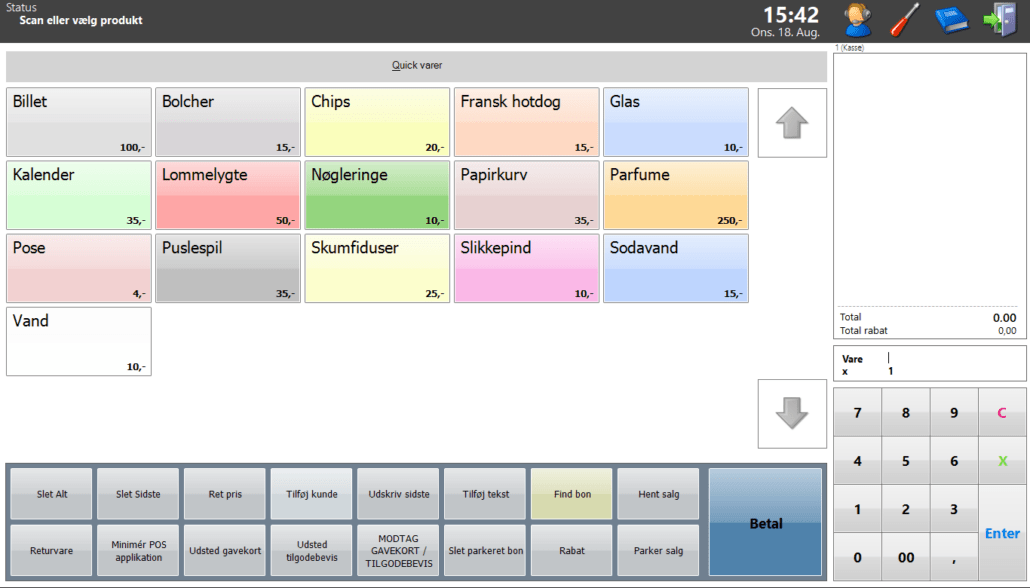 Status
Scan eller vælg produkt
15:42
Ons. 18. Aug.
1 (Kasse)
Quick varer
Billet
100,-
Bolcher
15,-
Chips
20,-
Fransk hotdog
15,-
Glas
10,-
Kalender
35,-
Lommelygte
50,-
Nøgleringe
10,-
Papirkurv
35,-
Parfume
250,-
Pose
4,-
Puslespil
35,-
Skumfiduser
25,-
Slikkepind
10,-
Sodavand
15,-
Vand
10,-
Total 0.00
Total rabat 0,00
Vare
x 1
7 8 9 C
4 5 6 X
1 2 3
Enter
0 00 ,
Slet Alt
Slet Sidste
Ret pris
Tilføj kunde
Udskriv sidste
Tilføj tekst
Find bon
Hent salg
Returvare
Minimér POS
applikation
Udsted gavekort
Udsted
tilgodebevis
MODTAG
GAVEKORT /
TILGODEBEVIS
Slet parkeret bon
Rabat
Parker salg
Betal